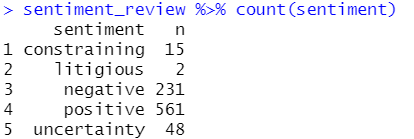 > sentiment_review %>% count(sentiment)
sentiment n
1 constraining 15
2 litigious 2
3 negative 231
4 positive 561
5 uncertainty 48